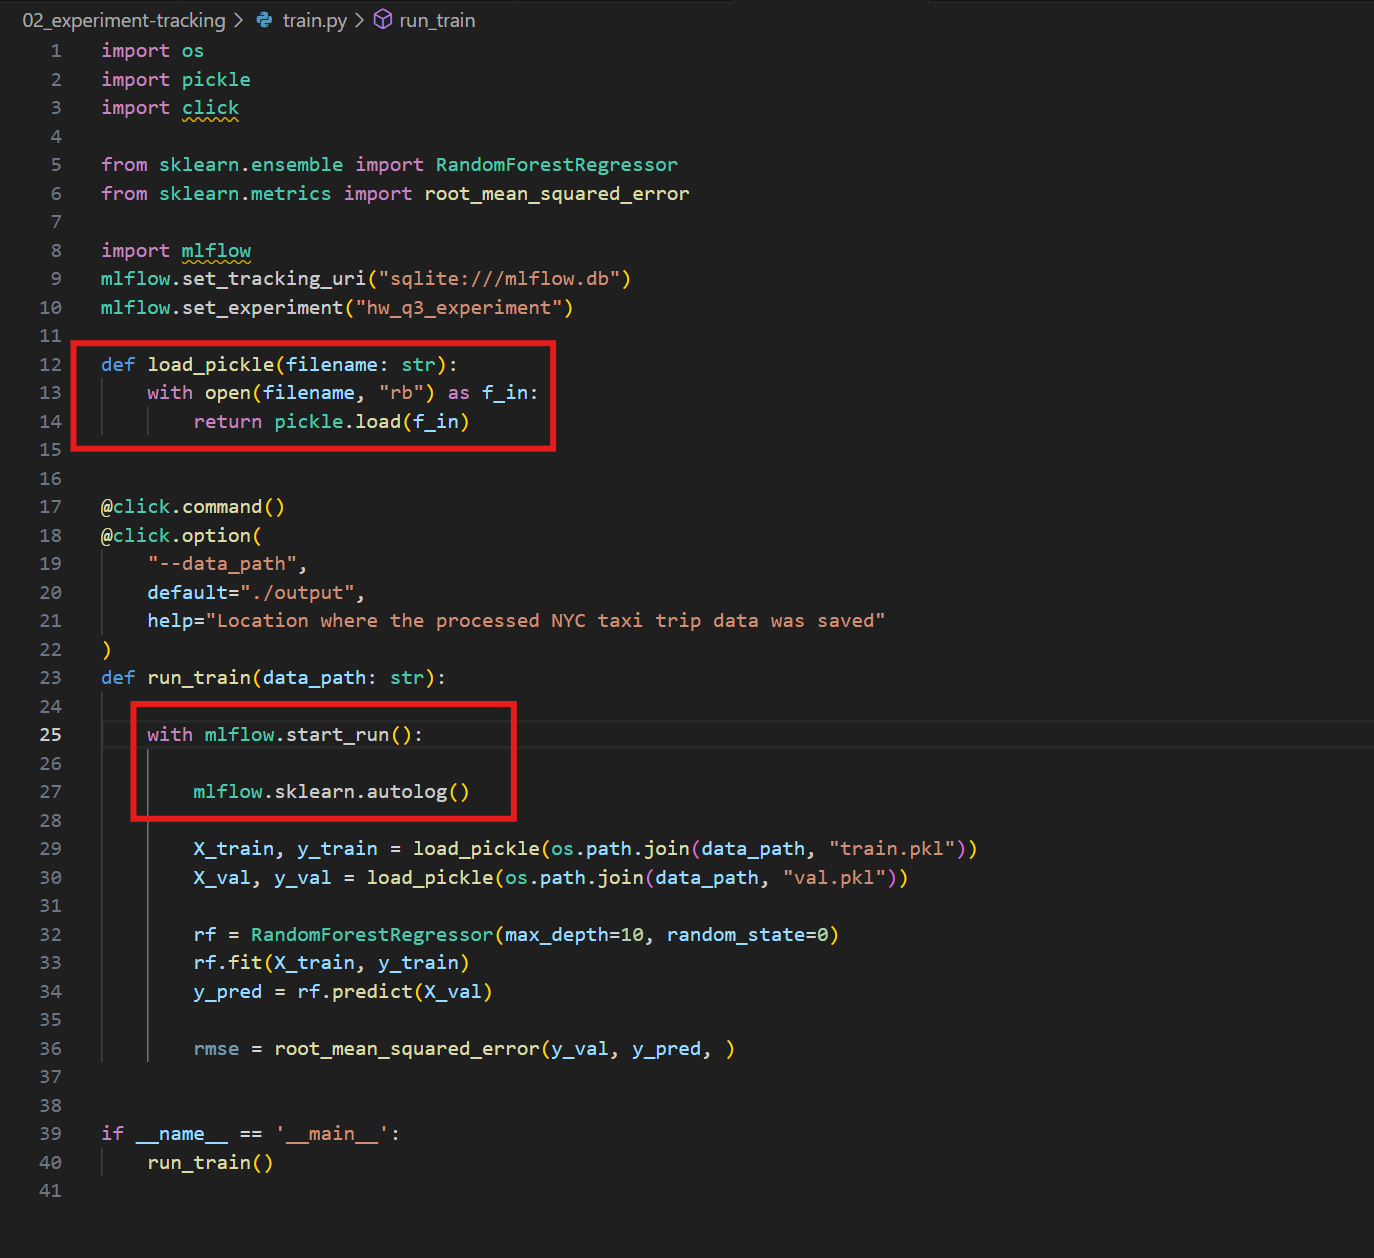 02_experiment-tracking > train.py > run_train
1 import os
2 import pickle
3 import click
4
5 from sklearn.ensemble import RandomForestRegressor
6 from sklearn.metrics import root_mean_squared_error
7
8 import mlflow
9 mlflow.set_tracking_uri("sqlite:///mlflow.db")
10 mlflow.set_experiment("hw_q3_experiment")
11
12 def load_pickle(filename: str):
13     with open(filename, "rb") as f_in:
14         return pickle.load(f_in)
15
16
17 @click.command()
18 @click.option(
19     "--data_path",
20     default="./output",
21     help="Location where the processed NYC taxi trip data was saved"
22 )
23 def run_train(data_path: str):
24
25     with mlflow.start_run():
26
27         mlflow.sklearn.autolog()
28
29         X_train, y_train = load_pickle(os.path.join(data_path, "train.pkl"))
30         X_val, y_val = load_pickle(os.path.join(data_path, "val.pkl"))
31
32         rf = RandomForestRegressor(max_depth=10, random_state=0)
33         rf.fit(X_train, y_train)
34         y_pred = rf.predict(X_val)
35
36         rmse = root_mean_squared_error(y_val, y_pred, )
37
38
39 if __name__ == '__main__':
40     run_train()
41